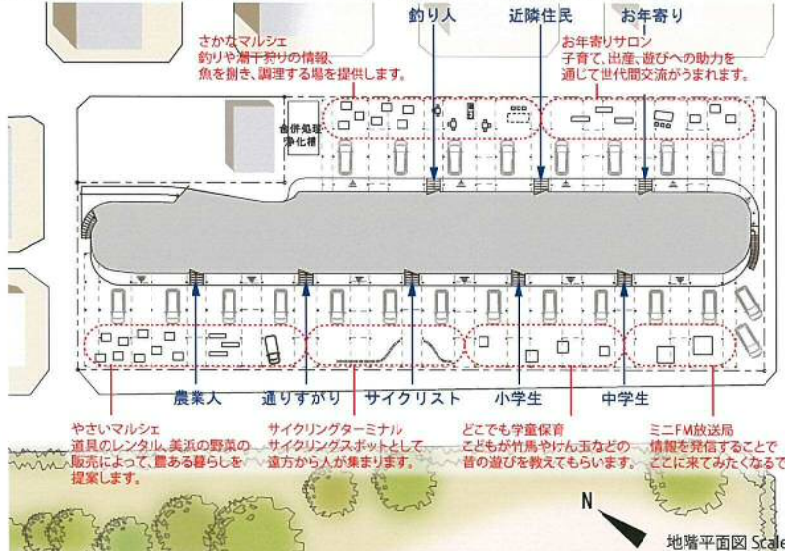 釣り人
近隣住民
お年寄り
さかなマルシェ
釣りや潮干狩りの情報、
魚を捌き、調理する場を提供します。
お年寄りサロン
子育て、出産、遊びへの助力を
通じて世代間交流がうまれます。
合併処理
浄化槽
農業人
通りすがり
サイクリスト
小学生
中学生
やさいマルシェ
道具のレンタル、美浜の野菜の
販売によって、農ある暮らしを
提案します。
サイクリングターミナル
サイクリングスポットとして
遠方から人が集まります。
どこでも学童保育
こどもが竹馬やけん玉などの
昔の遊びを教えてもらいます。
ミニFM放送局
情報を発信することで
ここに来てみたくなるで
N
地階平面図 Scale